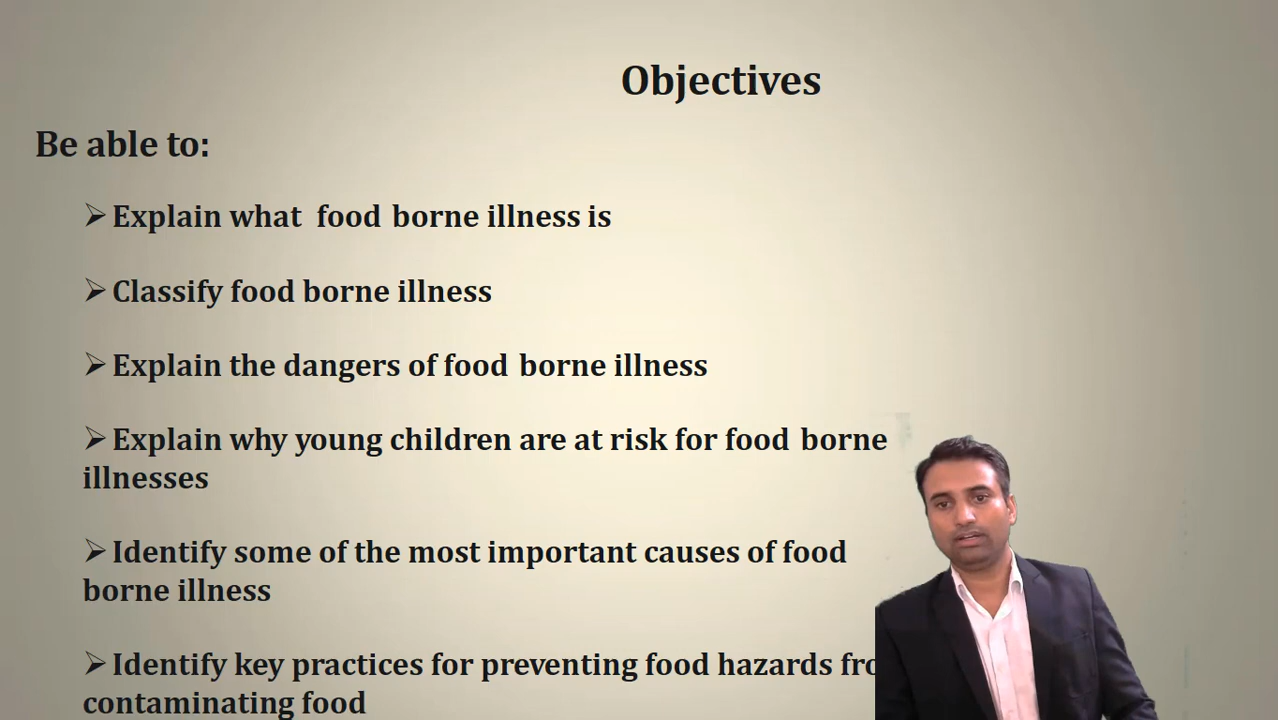 Objectives
Be able to:
➢Explain what food borne illness is
➢Classify food borne illness
➢Explain the dangers of food borne illness
➢Explain why young children are at risk for food borne
illnesses
➢Identify some of the most important causes of food
borne illness
➢Identify key practices for preventing food hazards
contaminating food